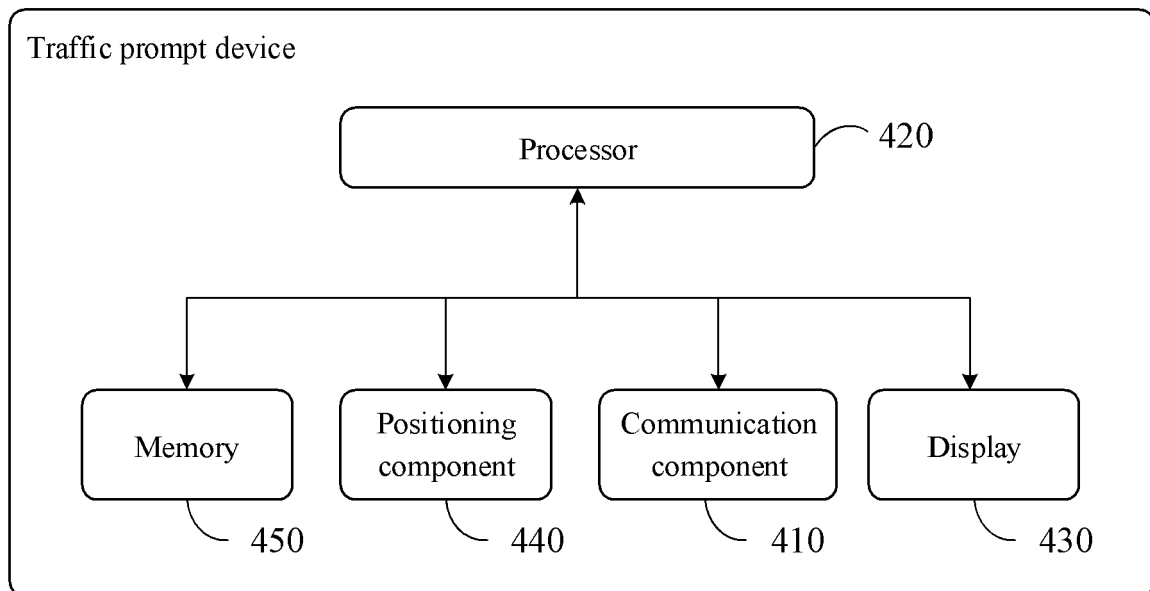 Traffic prompt device
Processor
420
Memory
Positioning
component
Communication
component
Display
450
440
410
430